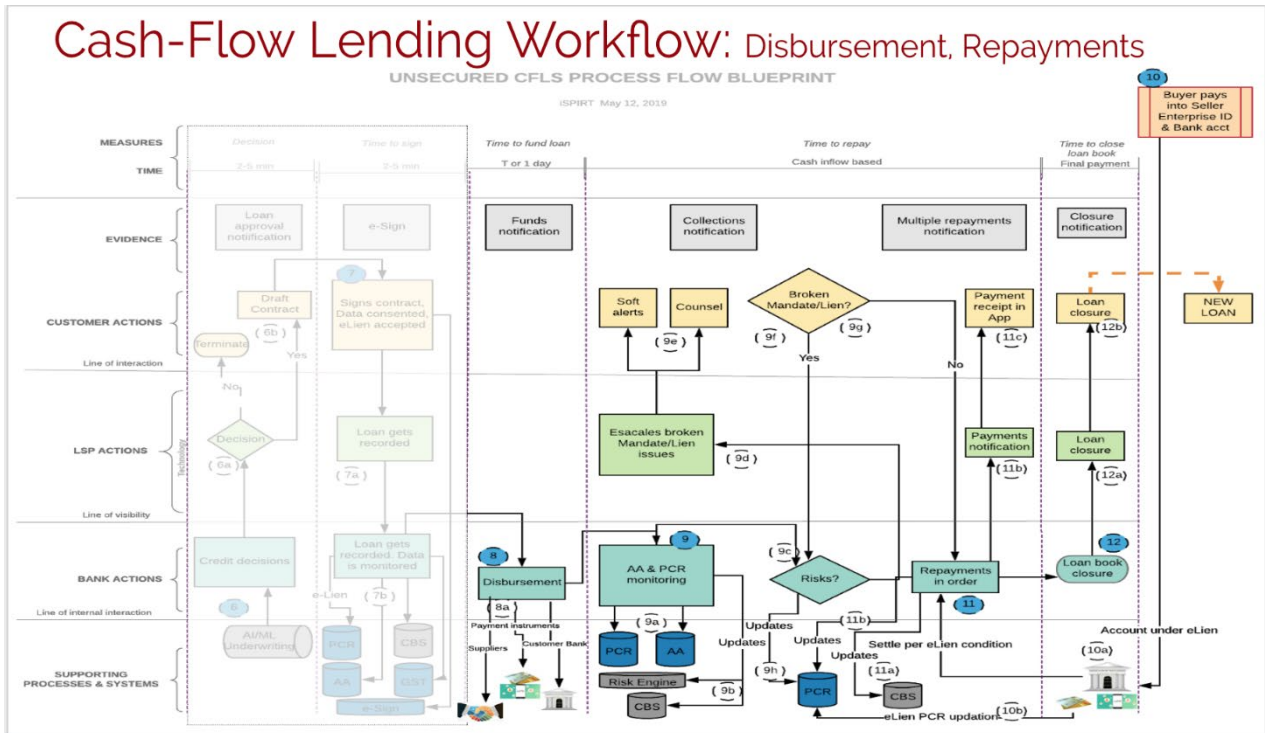 Cash-Flow Lending Workflow: Disbursement, Repayments
UNSECURED CFLS PROCESS FLOW BLUEPRINT
iSPIRT May 12, 2019
10
Buyer pays
into Seller
Enterprise ID
& Bank acct
MEASURES
Decision
Time to sign
Time to fund loan
Time to repay
Time to close
loan book
TIME
2-5 min
2-5 min
T or 1 day
Cash inflow based
Final payment
EVIDENCE
Loan
approval
notiification
e-Sign
Funds
notification
Collections
notification
Multiple repayments
notification
Closure
notification
CUSTOMER ACTIONS
Terminate
Draft
Contract
6b
Yes
7
Signs contract,
Data consented,
eLien accepted
Soft
alerts
Counsel
9e
Broken
Mandate/Lien?
9f
9g
Yes
No
Payment
receipt in
App
11c
Loan
closure
12b
NEW
LOAN
Line of interaction
LSP ACTIONS
Technology
No
Decision
6a
Loan gets
recorded
7a
Esacales broken
Mandate/Lien
issues
9d
Payments
notification
11b
Loan
closure
12a
Line of visibility
BANK ACTIONS
Credit decisions
6
Loan gets
recorded. Data
is monitored
e-Lien
7b
8
Disbursement
8a
9
AA & PCR
monitoring
9c
Risks?
Repayments
in order
11
12
Loan book
closure
Line of internal interaction
SUPPORTING
PROCESSES & SYSTEMS
AI/ML
Underwriting
PCR
CBS
AA
GST
e-Sign
Payment instruments
Suppliers
Customer Bank
9a
PCR
AA
Updates
Risk Engine
9b
CBS
Updates
9h
Updates
11b
PCR
Settle per eLien condition
Updates
11a
CBS
Account under eLien
10a
eLien PCR updation
10b